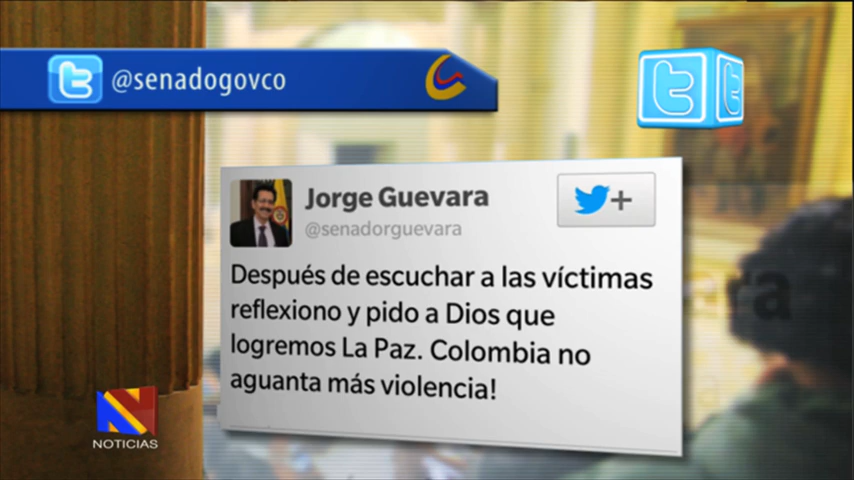 @senadogovco
Jorge Guevara
@senadorguevara
Después de escuchar a las víctimas
reflexiono y pido a Dios que
logremos La Paz. Colombia no
aguanta más violencia!
NOTICIAS